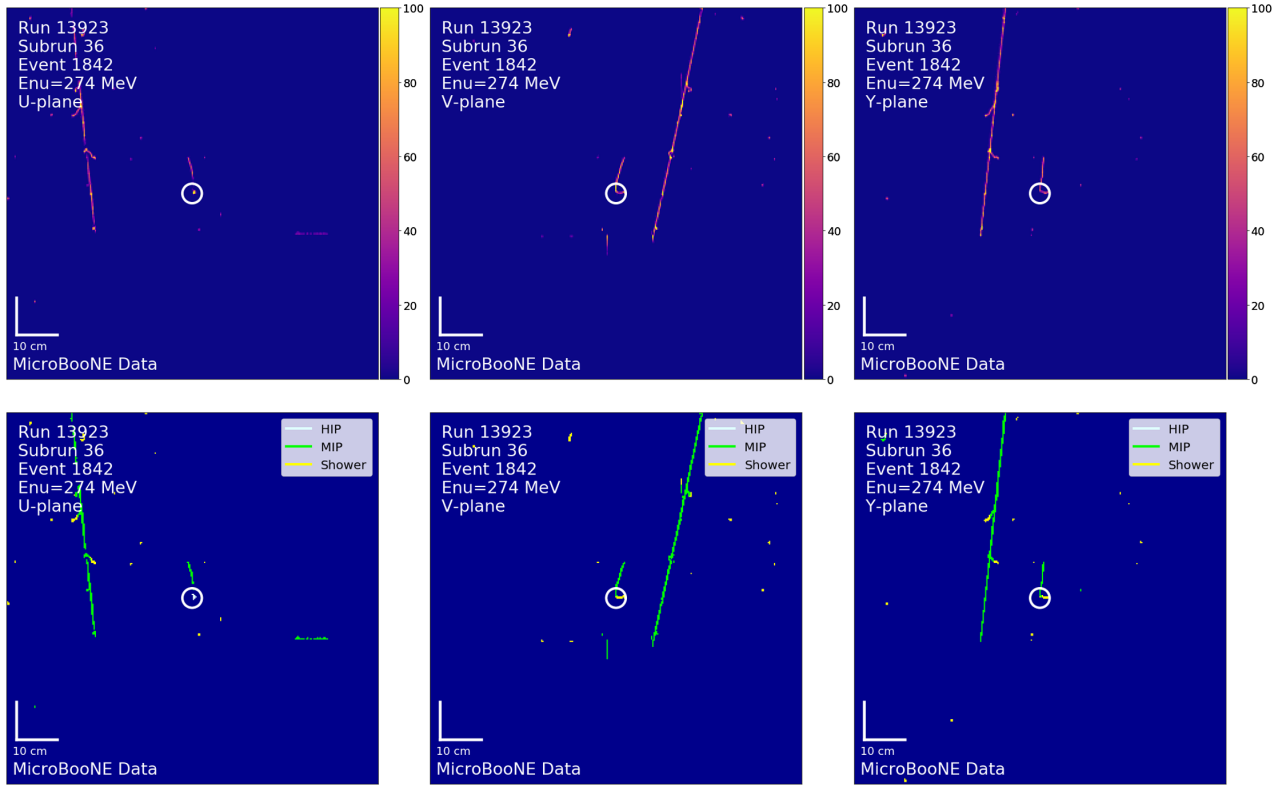 Run 13923
Subrun 36
Event 1842
Enu=274 MeV
U-plane
10 cm
MicroBooNE Data
100
80
60
40
20
0
Run 13923
Subrun 36
Event 1842
Enu=274 MeV
V-plane
10 cm
MicroBooNE Data
100
80
60
40
20
0
Run 13923
Subrun 36
Event 1842
Enu=274 MeV
Y-plane
10 cm
MicroBooNE Data
100
80
60
40
20
0
Run 13923
Subrun 36
Event 1842
Enu=274 MeV
U-plane
HIP
MIP
Shower
10 cm
MicroBooNE Data
Run 13923
Subrun 36
Event 1842
Enu=274 MeV
V-plane
HIP
MIP
Shower
10 cm
MicroBooNE Data
Run 13923
Subrun 36
Event 1842
Enu=274 MeV
Y-plane
HIP
MIP
Shower
10 cm
MicroBooNE Data